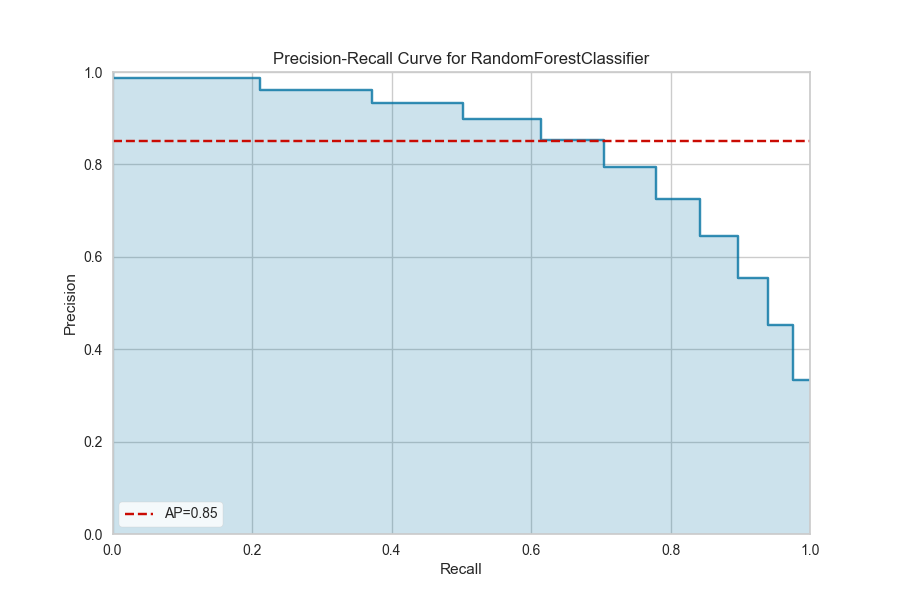 Precision-Recall Curve for RandomForestClassifier
1.0
0.8
0.6
0.4
0.2
0.0
Precision
AP=0.85
0.0 0.2 0.4 0.6 0.8 1.0
Recall